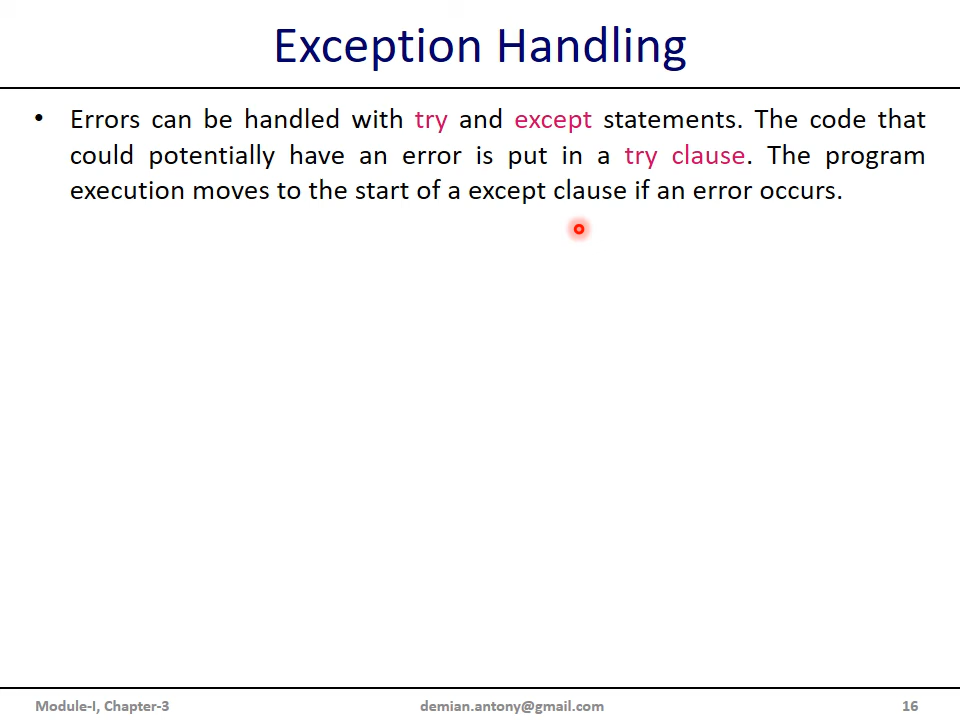 Exception Handling
• Errors can be handled with try and except statements. The code that
could potentially have an error is put in a try clause. The program
execution moves to the start of a except clause if an error occurs.
Module-I, Chapter-3
demian.antony@gmail.com
16